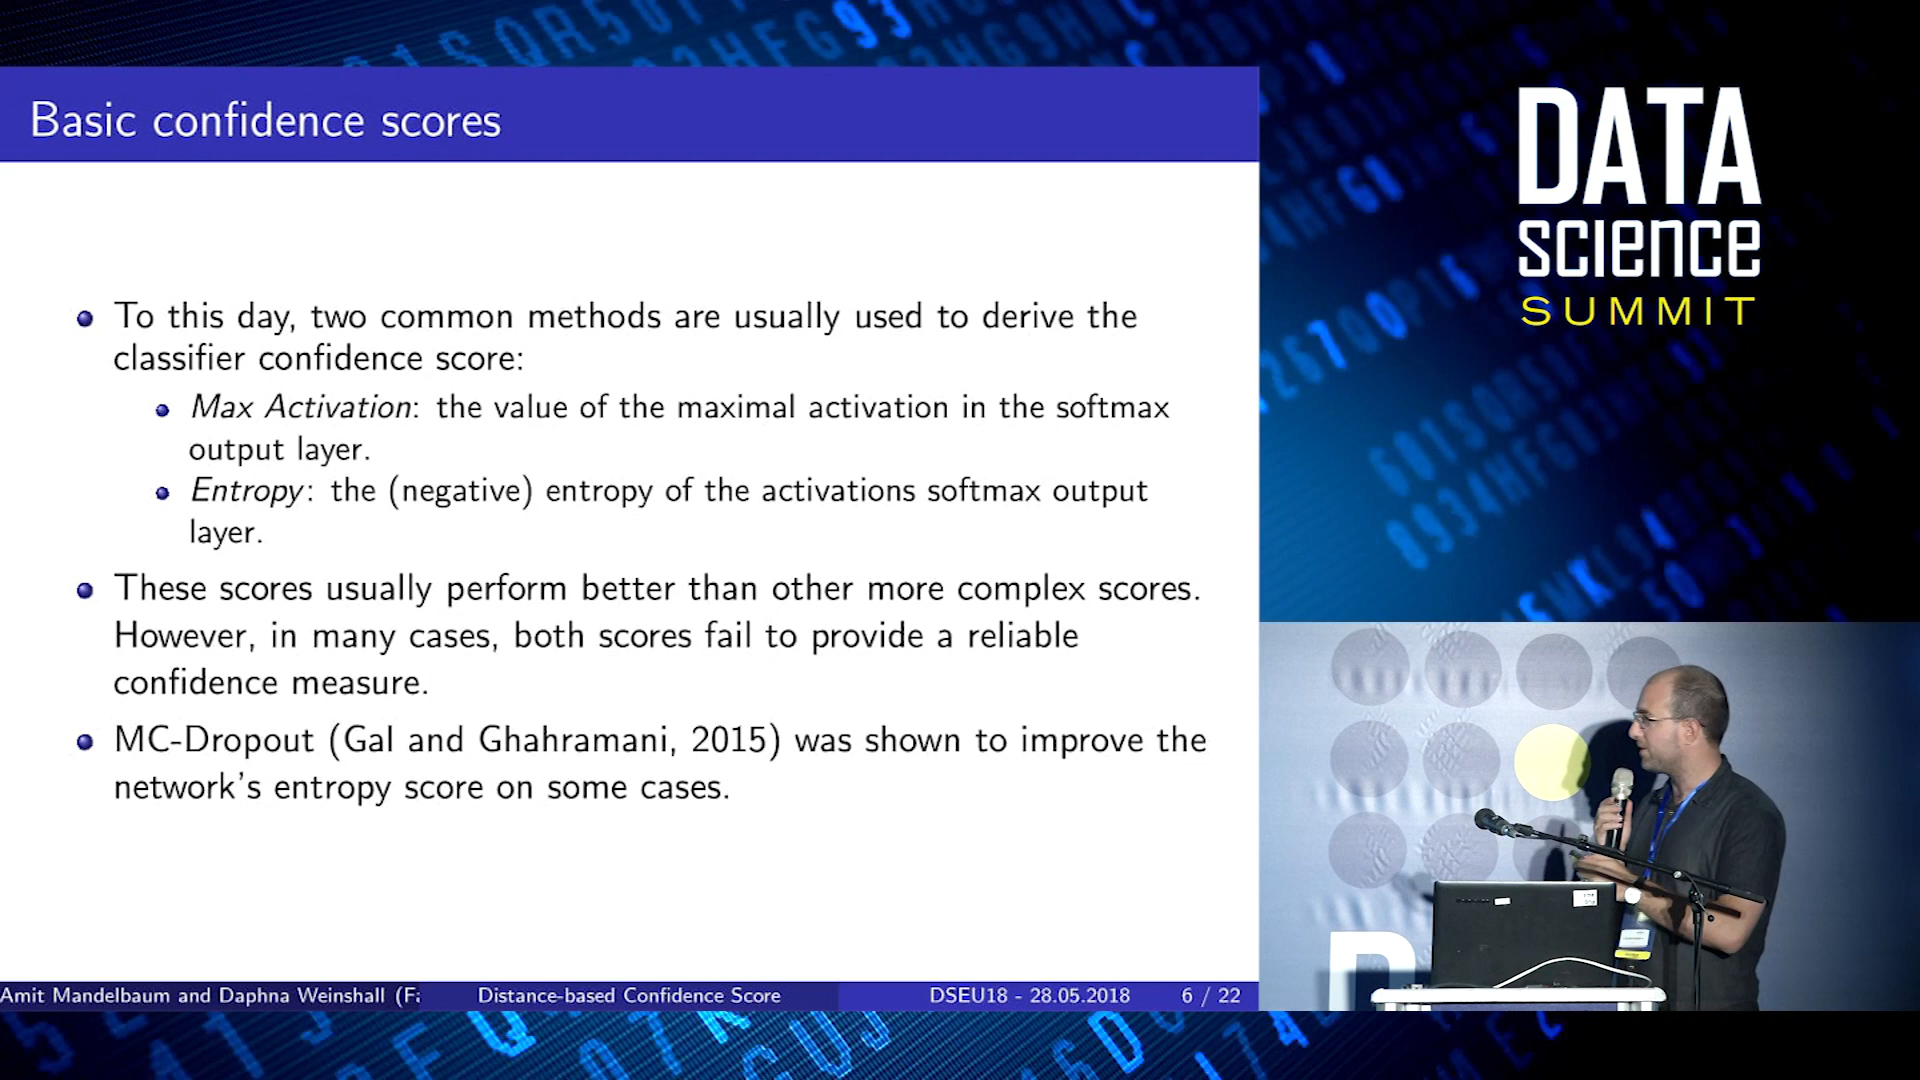 Basic confidence scores
To this day, two common methods are usually used to derive the
classifier confidence score:
Max Activation: the value of the maximal activation in the softmax
output layer.
Entropy: the (negative) entropy of the activations softmax output
layer.
These scores usually perform better than other more complex scores.
However, in many cases, both scores fail to provide a reliable
confidence measure.
MC-Dropout (Gal and Ghahramani, 2015) was shown to improve the
network's entropy score on some cases.
Amit Mandelbaum and Daphna Weinshall (Fa
Distance-based Confidence Score
DSEU18 - 28.05.2018
6 / 22
DATA
science
SUMMIT
D